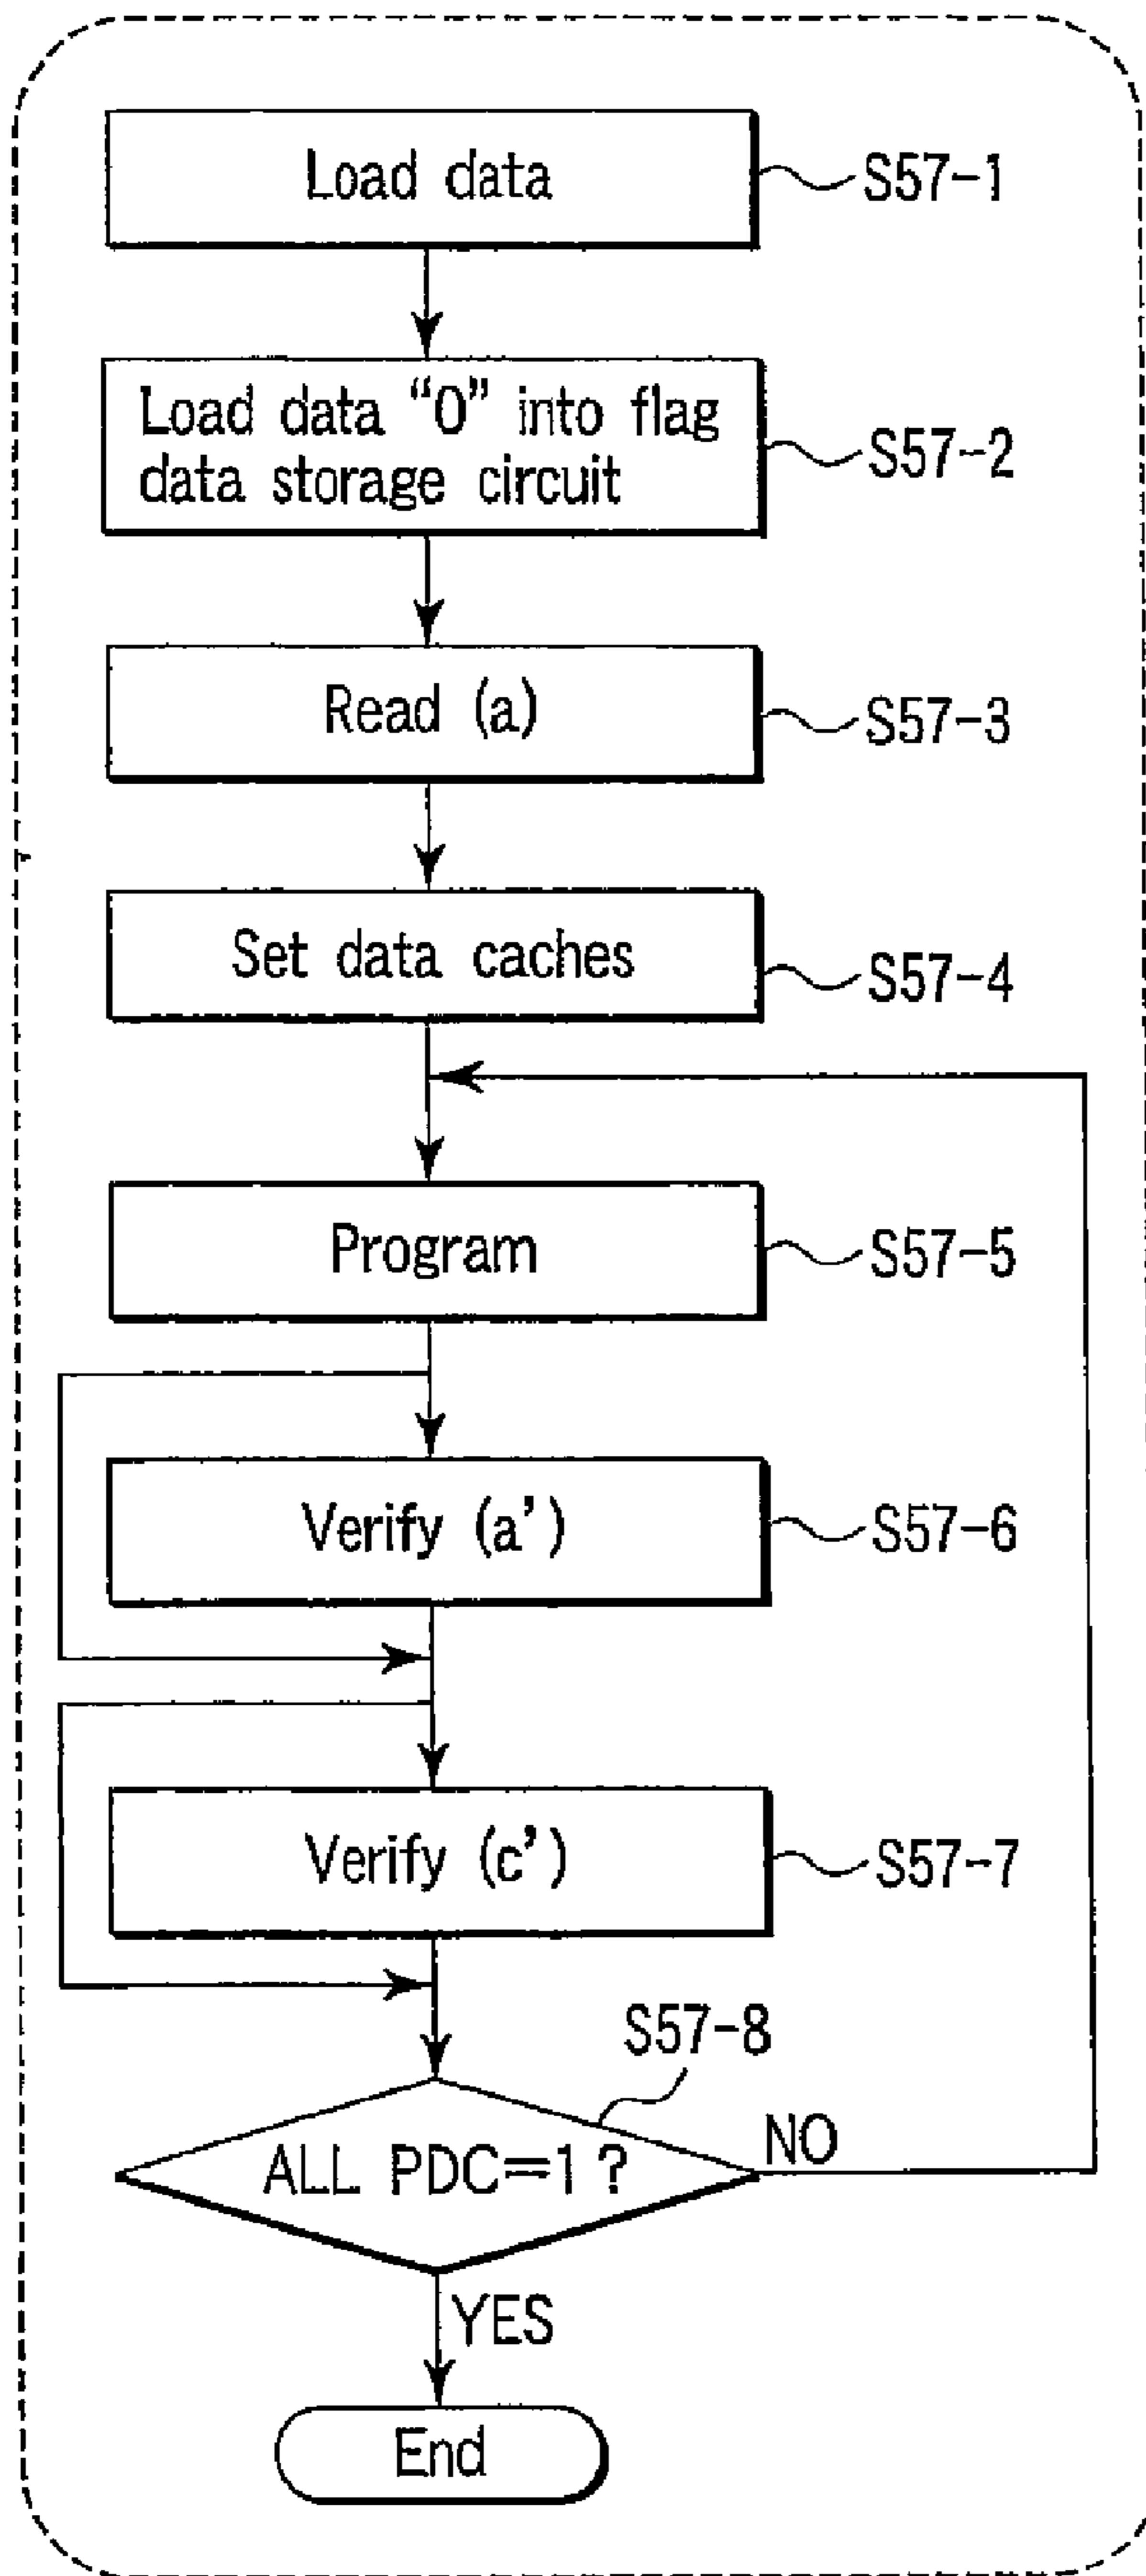 Load data
S57-1
Load data “0” into flag
data storage circuit
S57-2
Read (a)
S57-3
Set data caches
S57-4
Program
S57-5
Verify (a’)
S57-6
Verify (c’)
S57-7
S57-8
ALL PDC=1 ?
NO
YES
End